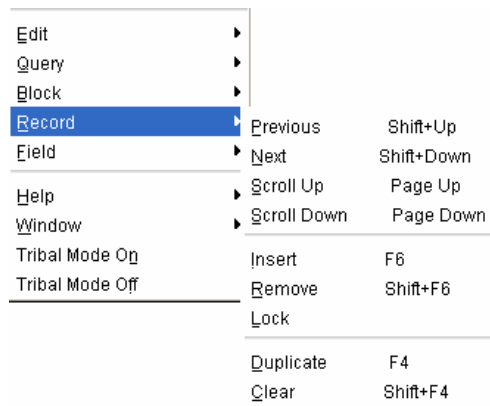 Edit
Query
Block
Record
Field
Help
Window
Tribal Mode On
Tribal Mode Off
Previous Shift+Up
Next Shift+Down
Scroll Up Page Up
Scroll Down Page Down
Insert F6
Remove Shift+F6
Lock
Duplicate F4
Clear Shift+F4